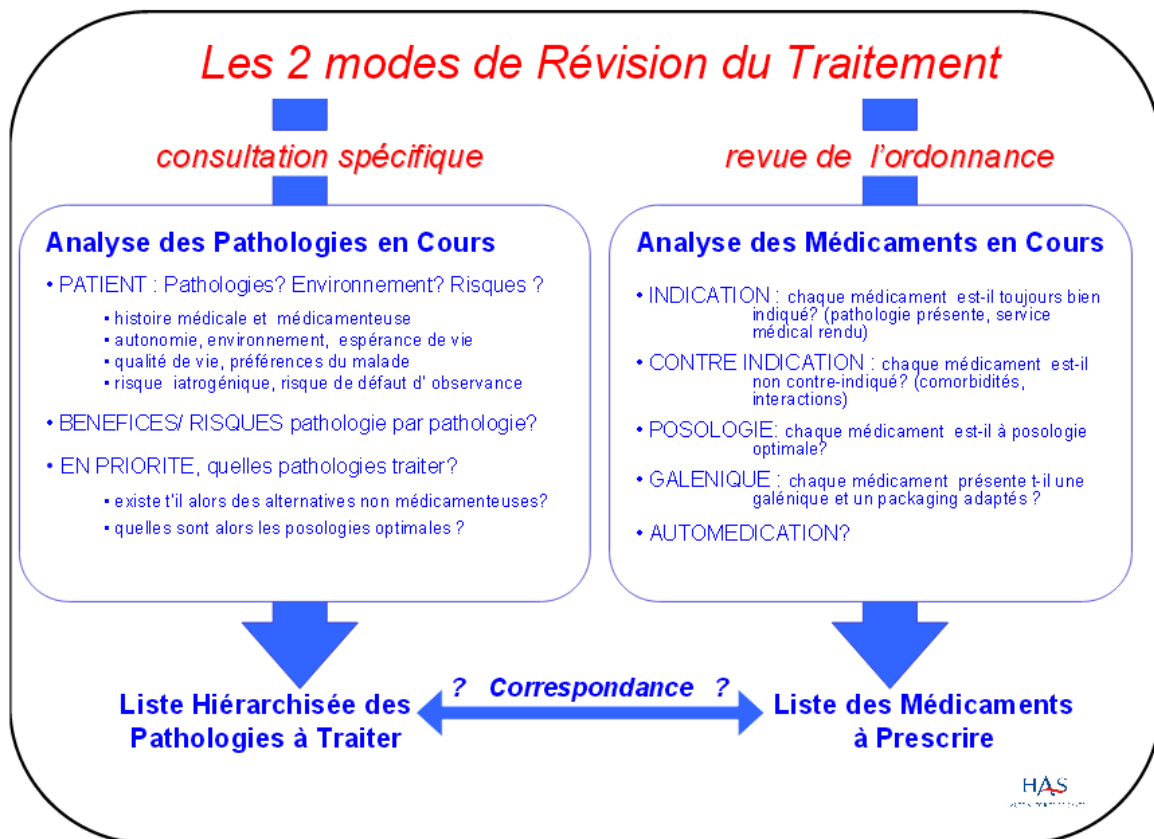 Les 2 modes de Révision du Traitement
consultation spécifique
revue de l'ordonnance
Analyse des Pathologies en Cours
• PATIENT : Pathologies? Environnement? Risques ?
▪ histoire médicale et médicamenteuse
▪ autonomie, environnement, espérance de vie
▪ qualité de vie, préférences du malade
▪ risque iatrogénique, risque de défaut d' observance
• BENEFICES/ RISQUES pathologie par pathologie?
• EN PRIORITE, quelles pathologies traiter?
▪ existe t'il alors des alternatives non médicamenteuses?
▪ quelles sont alors les posologies optimales ?
Analyse des Médicaments en Cours
• INDICATION : chaque médicament est-il toujours bien
indiqué? (pathologie présente, service
médical rendu)
• CONTRE INDICATION : chaque médicament est-il
non contre-indiqué? (comorbidités,
interactions)
• POSOLOGIE: chaque médicament est-il à posologie
optimale?
• GALENIQUE : chaque médicament présente t-il une
galénique et un packaging adaptés ?
• AUTOMEDICATION?
? Correspondance ?
Liste Hiérarchisée des
Pathologies à Traiter
Liste des Médicaments
à Prescrire
HAS